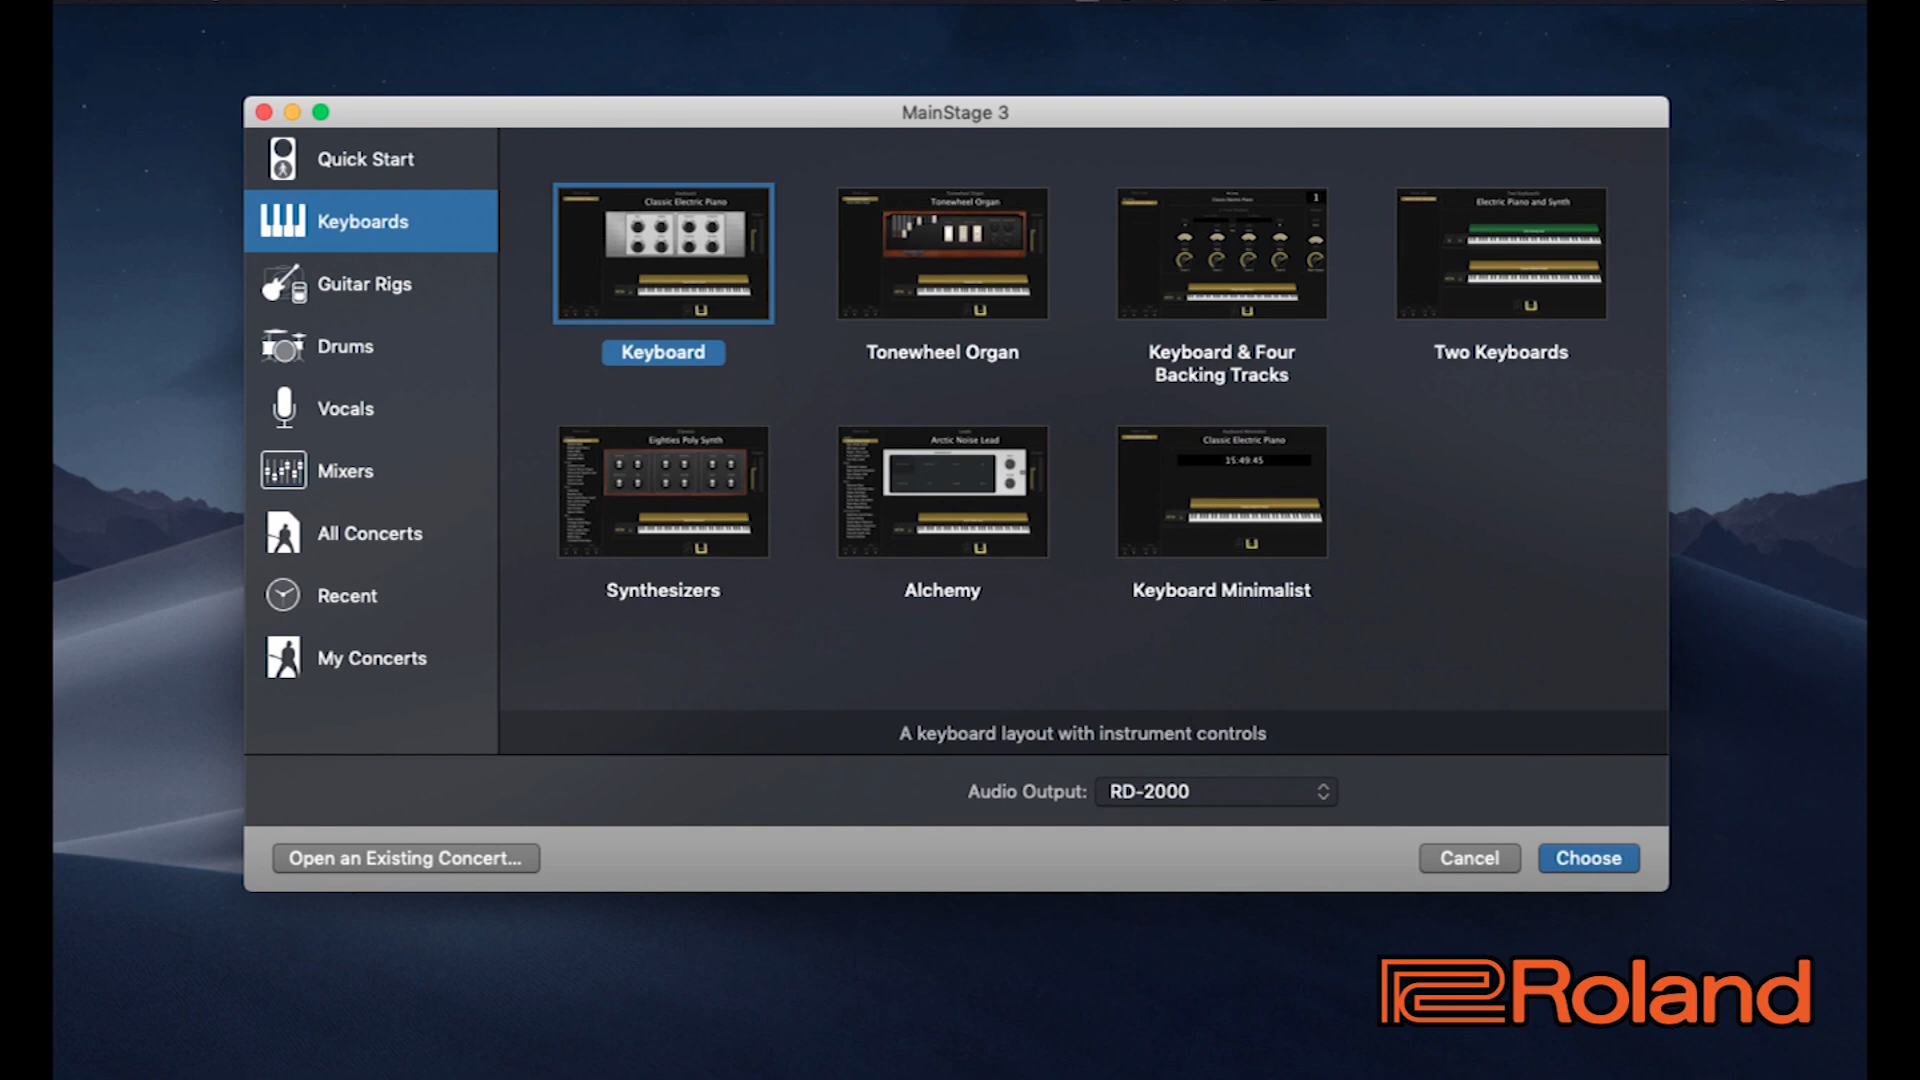 MainStage 3
Quick Start
Keyboards
Guitar Rigs
Drums
Vocals
Mixers
All Concerts
Recent
My Concerts
Classic Electric Piano
Keyboard
Tonewheel Organ
Tonewheel Organ
1
Keyboard & Four
Backing Tracks
Electric Piano and Synth
Two Keyboards
Eighties Poly Synth
Synthesizers
Arctic Noise Lead
Alchemy
Classic Electric Piano
15:49:45
Keyboard Minimalist
A keyboard layout with instrument controls
Audio Output: RD-2000
Open an Existing Concert...
Cancel
Choose
Roland